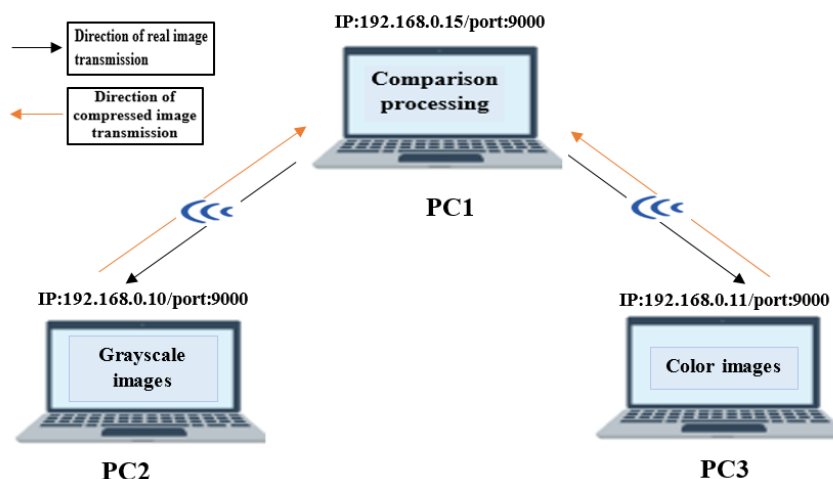 IP:192.168.0.15/port:9000
Direction of real image
transmission
Comparison
processing
Direction of
compressed image
transmission
PC1
IP:192.168.0.10/port:9000
IP:192.168.0.11/port:9000
Grayscale
images
Color images
PC2
PC3